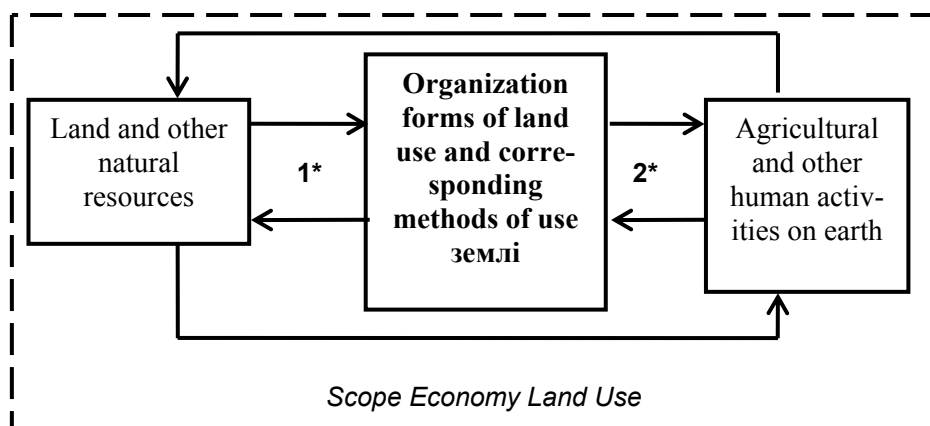 Land and other
natural
resources
1*
Organization
forms of land
use and corre-
sponding
methods of use
землі
2*
Agricultural
and other
human activ-
ities on earth
Scope Economy Land Use